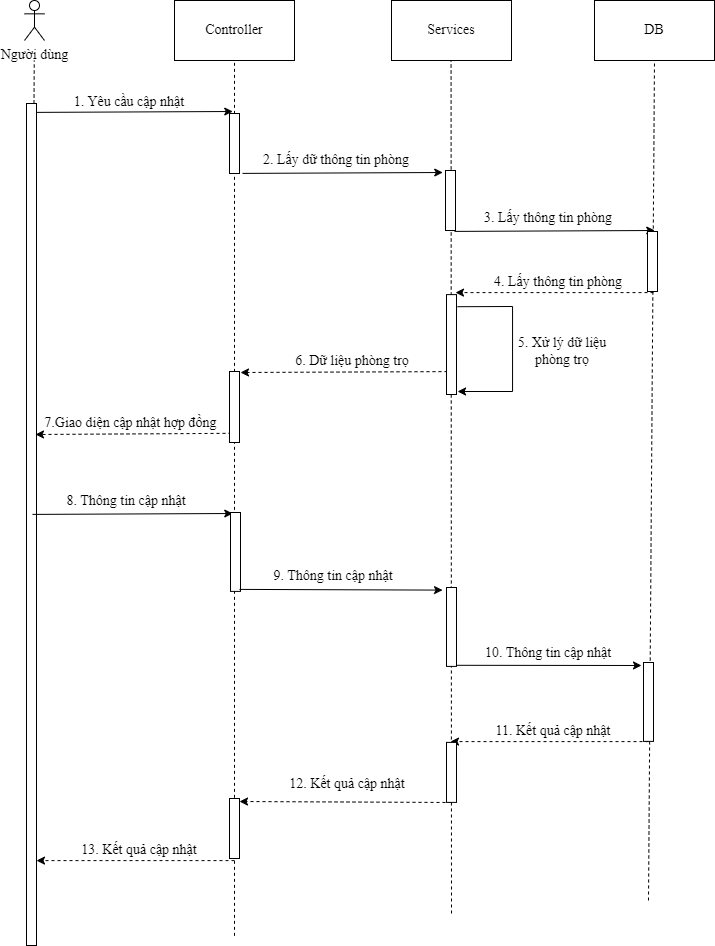 Người dùng
Controller
Services
DB
1. Yêu cầu cập nhật
2. Lấy dữ thông tin phòng
3. Lấy thông tin phòng
4. Lấy thông tin phòng
5. Xử lý dữ liệu
phòng trọ
6. Dữ liệu phòng trọ
7.Giao diện cập nhật hợp đồng
8. Thông tin cập nhật
9. Thông tin cập nhật
10. Thông tin cập nhật
11. Kết quả cập nhật
12. Kết quả cập nhật
13. Kết quả cập nhật